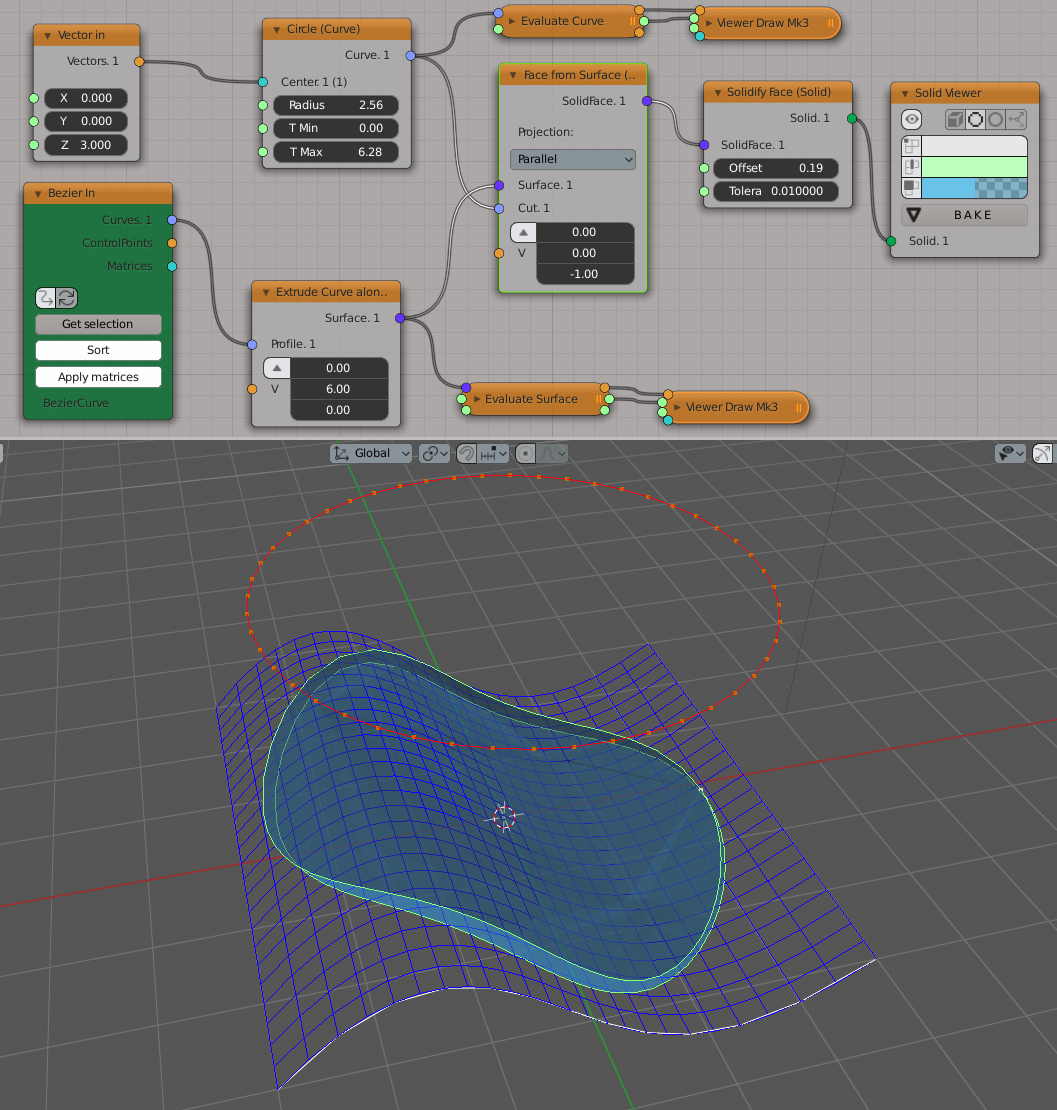 Vector in
Vectors. 1
X 0.000
Y 0.000
Z 3.000
Circle (Curve)
Curve. 1
Center. 1 (1)
Radius 2.56
T Min 0.00
T Max 6.28
Evaluate Curve
Viewer Draw Mk3
Face from Surface (..
SolidFace. 1
Projection:
Parallel
Surface. 1
Cut. 1
0.00
V 0.00
-1.00
Solidify Face (Solid)
Solid. 1
SolidFace. 1
Offset 0.19
Tolera 0.010000
Solid Viewer
BAKE
Solid. 1
Bezier In
Curves. 1
ControlPoints
Matrices
Get selection
Sort
Apply matrices
BezierCurve
Extrude Curve alon..
Surface. 1
Profile. 1
0.00
V 6.00
0.00
Evaluate Surface
Viewer Draw Mk3
Global